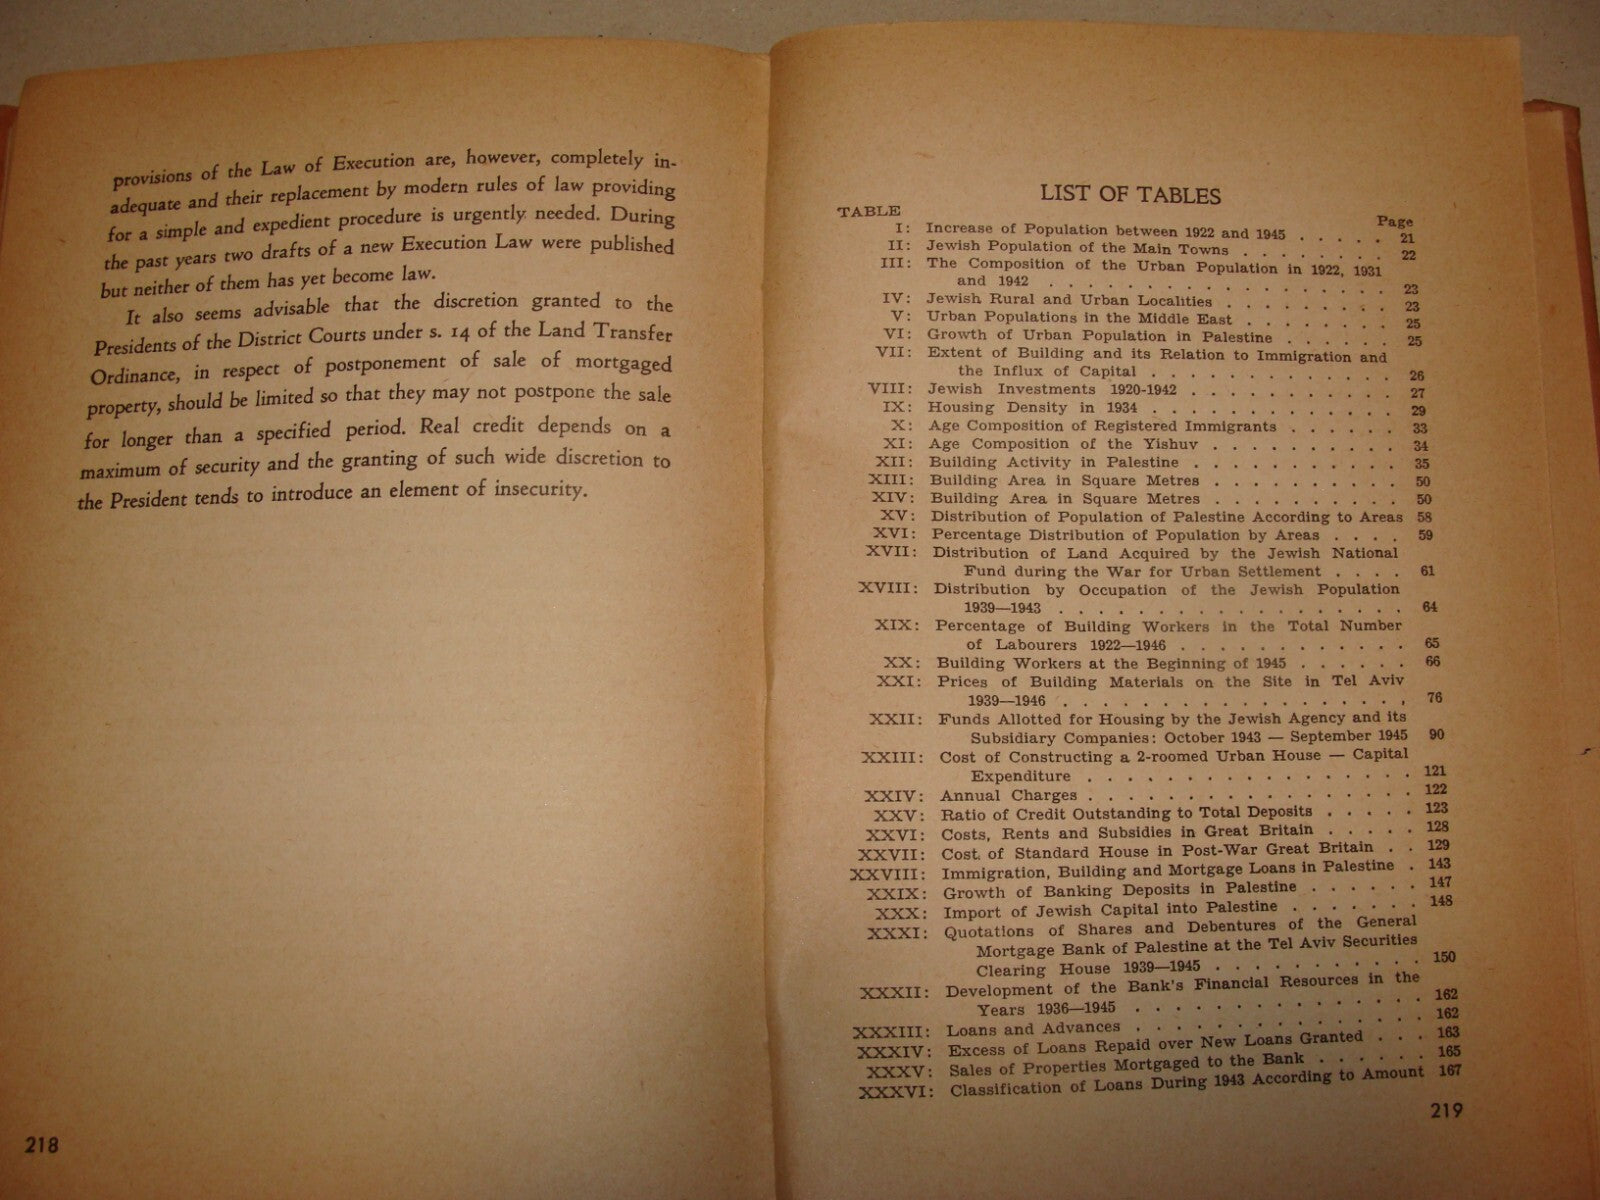 provisions of the Law of Execution are, however, completely in-
adequate and their replacement by modern rules of law providing
for a simple and expedient procedure is urgently needed. During
the past years two drafts of a new Execution Law were published
but neither of them has yet become law.
It also seems advisable that the discretion granted to the
Presidents of the District Courts under s. 14 of the Land Transfer
Ordinance, in respect of postponement of sale of mortgaged
property, should be limited so that they may not postpone the sale
for longer than a specified period. Real credit depends on a
maximum of security and the granting of such wide discretion to
the President tends to introduce an element of insecurity.
218
LIST OF TABLES
TABLE Page
I: Increase of Population between 1922 and 1945 . . . . . 21
II: Jewish Population of the Main Towns . . . . . . . . 22
III: The Composition of the Urban Population in 1922, 1931
and 1942 . . . . . . . . . . . . . . 23
IV: Jewish Rural and Urban Localities . . . . . . . . 23
V: Urban Populations in the Middle East . . . . . . . 25
VI: Growth of Urban Population in Palestine . . . . . . 25
VII: Extent of Building and its Relation to Immigration and
the Influx of Capital . . . . . . . . . . . 26
VIII: Jewish Investments 1920-1942 . . . . . . . . . 27
IX: Housing Density in 1934 . . . . . . . . . . . 29
X: Age Composition of Registered Immigrants . . . . . . 33
XI: Age Composition of the Yishuv . . . . . . . . . 34
XII: Building Activity in Palestine . . . . . . . . . 35
XIII: Building Area in Square Metres . . . . . . . . . 50
XIV: Building Area in Square Metres . . . . . . . . . 50
XV: Distribution of Population of Palestine According to Areas 58
XVI: Percentage Distribution of Population by Areas . . . . 59
XVII: Distribution of Land Acquired by the Jewish National
Fund during the War for Urban Settlement . . . . 61
XVIII: Distribution by Occupation of the Jewish Population
1939—1943 . . . . . . . . . . . . . . 64
XIX: Percentage of Building Workers in the Total Number
of Labourers 1922—1946 . . . . . . . . . . 65
XX: Building Workers at the Beginning of 1945 . . . . . . 66
XXI: Prices of Building Materials on the Site in Tel Aviv
1939—1946 . . . . . . . . . . . . . . 76
XXII: Funds Allotted for Housing by the Jewish Agency and its
Subsidiary Companies: October 1943 — September 1945 90
XXIII: Cost of Constructing a 2-roomed Urban House — Capital
Expenditure . . . . . . . . . . . . . . 121
XXIV: Annual Charges . . . . . . . . . . . . . . 122
XXV: Ratio of Credit Outstanding to Total Deposits . . . . . 123
XXVI: Costs, Rents and Subsidies in Great Britain . . . . . 128
XXVII: Cost of Standard House in Post-War Great Britain . . 129
XXVIII: Immigration, Building and Mortgage Loans in Palestine . 143
XXIX: Growth of Banking Deposits in Palestine . . . . . . 147
XXX: Import of Jewish Capital into Palestine . . . . . . . 148
XXXI: Quotations of Shares and Debentures of the General
Mortgage Bank of Palestine at the Tel Aviv Securities
Clearing House 1939—1945 . . . . . . . . . . 150
XXXII: Development of the Bank's Financial Resources in the
Years 1936—1945 . . . . . . . . . . . . 162
XXXIII: Loans and Advances . . . . . . . . . . . . 162
XXXIV: Excess of Loans Repaid over New Loans Granted . . . 163
XXXV: Sales of Properties Mortgaged to the Bank . . . . . . 165
XXXVI: Classification of Loans During 1943 According to Amount 167
219